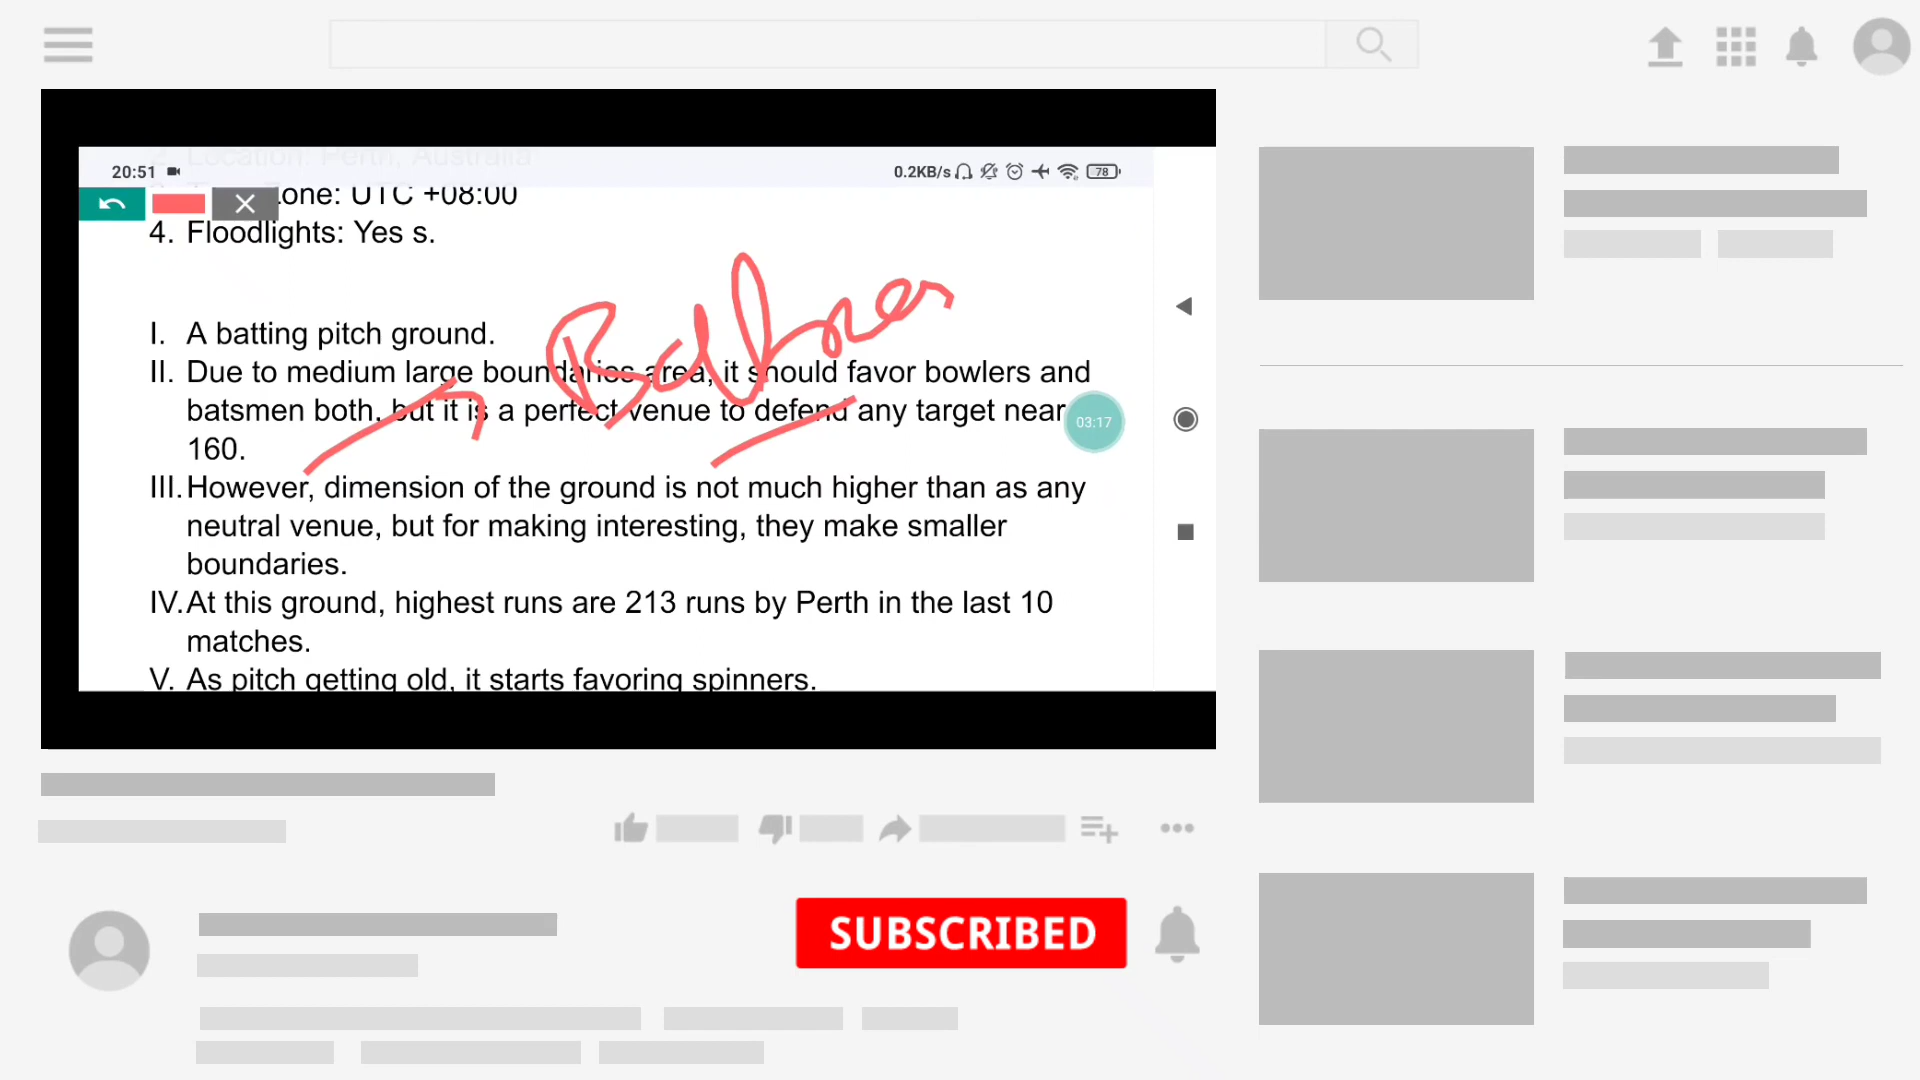 2. Location: Perth, Australia
20:51 0.2KB/s 78
one: UTC +08:00
4. Floodlights: Yes s.
I. A batting pitch ground.
II. Due to medium large boundaries area, it should favor bowlers and
batsmen both, but it is a perfect venue to defend any target near
160.
03:17
III. However, dimension of the ground is not much higher than as any
neutral venue, but for making interesting, they make smaller
boundaries.
IV. At this ground, highest runs are 213 runs by Perth in the last 10
matches.
V. As pitch getting old, it starts favoring spinners.
SUBSCRIBED